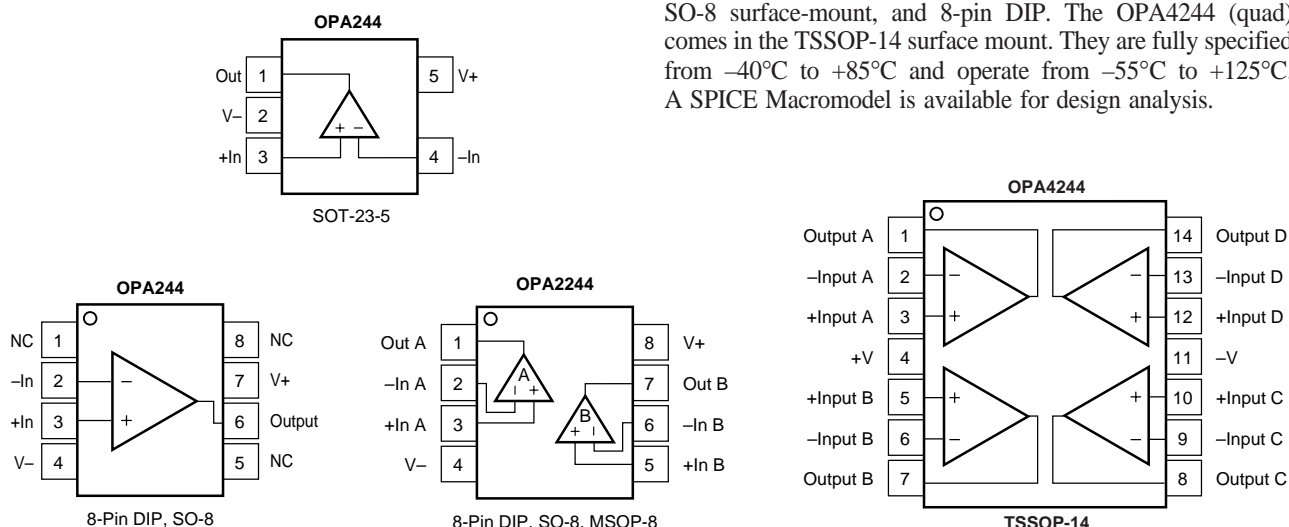 SO-8 surface-mount, and 8-pin DIP. The OPA4244 (quad)
comes in the TSSOP-14 surface mount. They are fully specified
from –40°C to +85°C and operate from –55°C to +125°C.
A SPICE Macromodel is available for design analysis.
OPA244
Out 1 5 V+
V– 2
+In 3 4 –In
+ –
SOT-23-5
OPA244
NC 1 8 NC
–In 2 – 7 V+
+In 3 + 6 Output
V– 4 5 NC
8-Pin DIP, SO-8
OPA2244
Out A 1 8 V+
–In A 2 A 7 Out B
– +
+In A 3 B 6 –In B
+ –
V– 4 5 +In B
8-Pin DIP, SO-8, MSOP-8
OPA4244
Output A 1 14 Output D
–Input A 2 – – 13 –Input D
+Input A 3 + + 12 +Input D
+V 4 11 –V
+Input B 5 + + 10 +Input C
–Input B 6 – – 9 –Input C
Output B 7 8 Output C
TSSOP-14